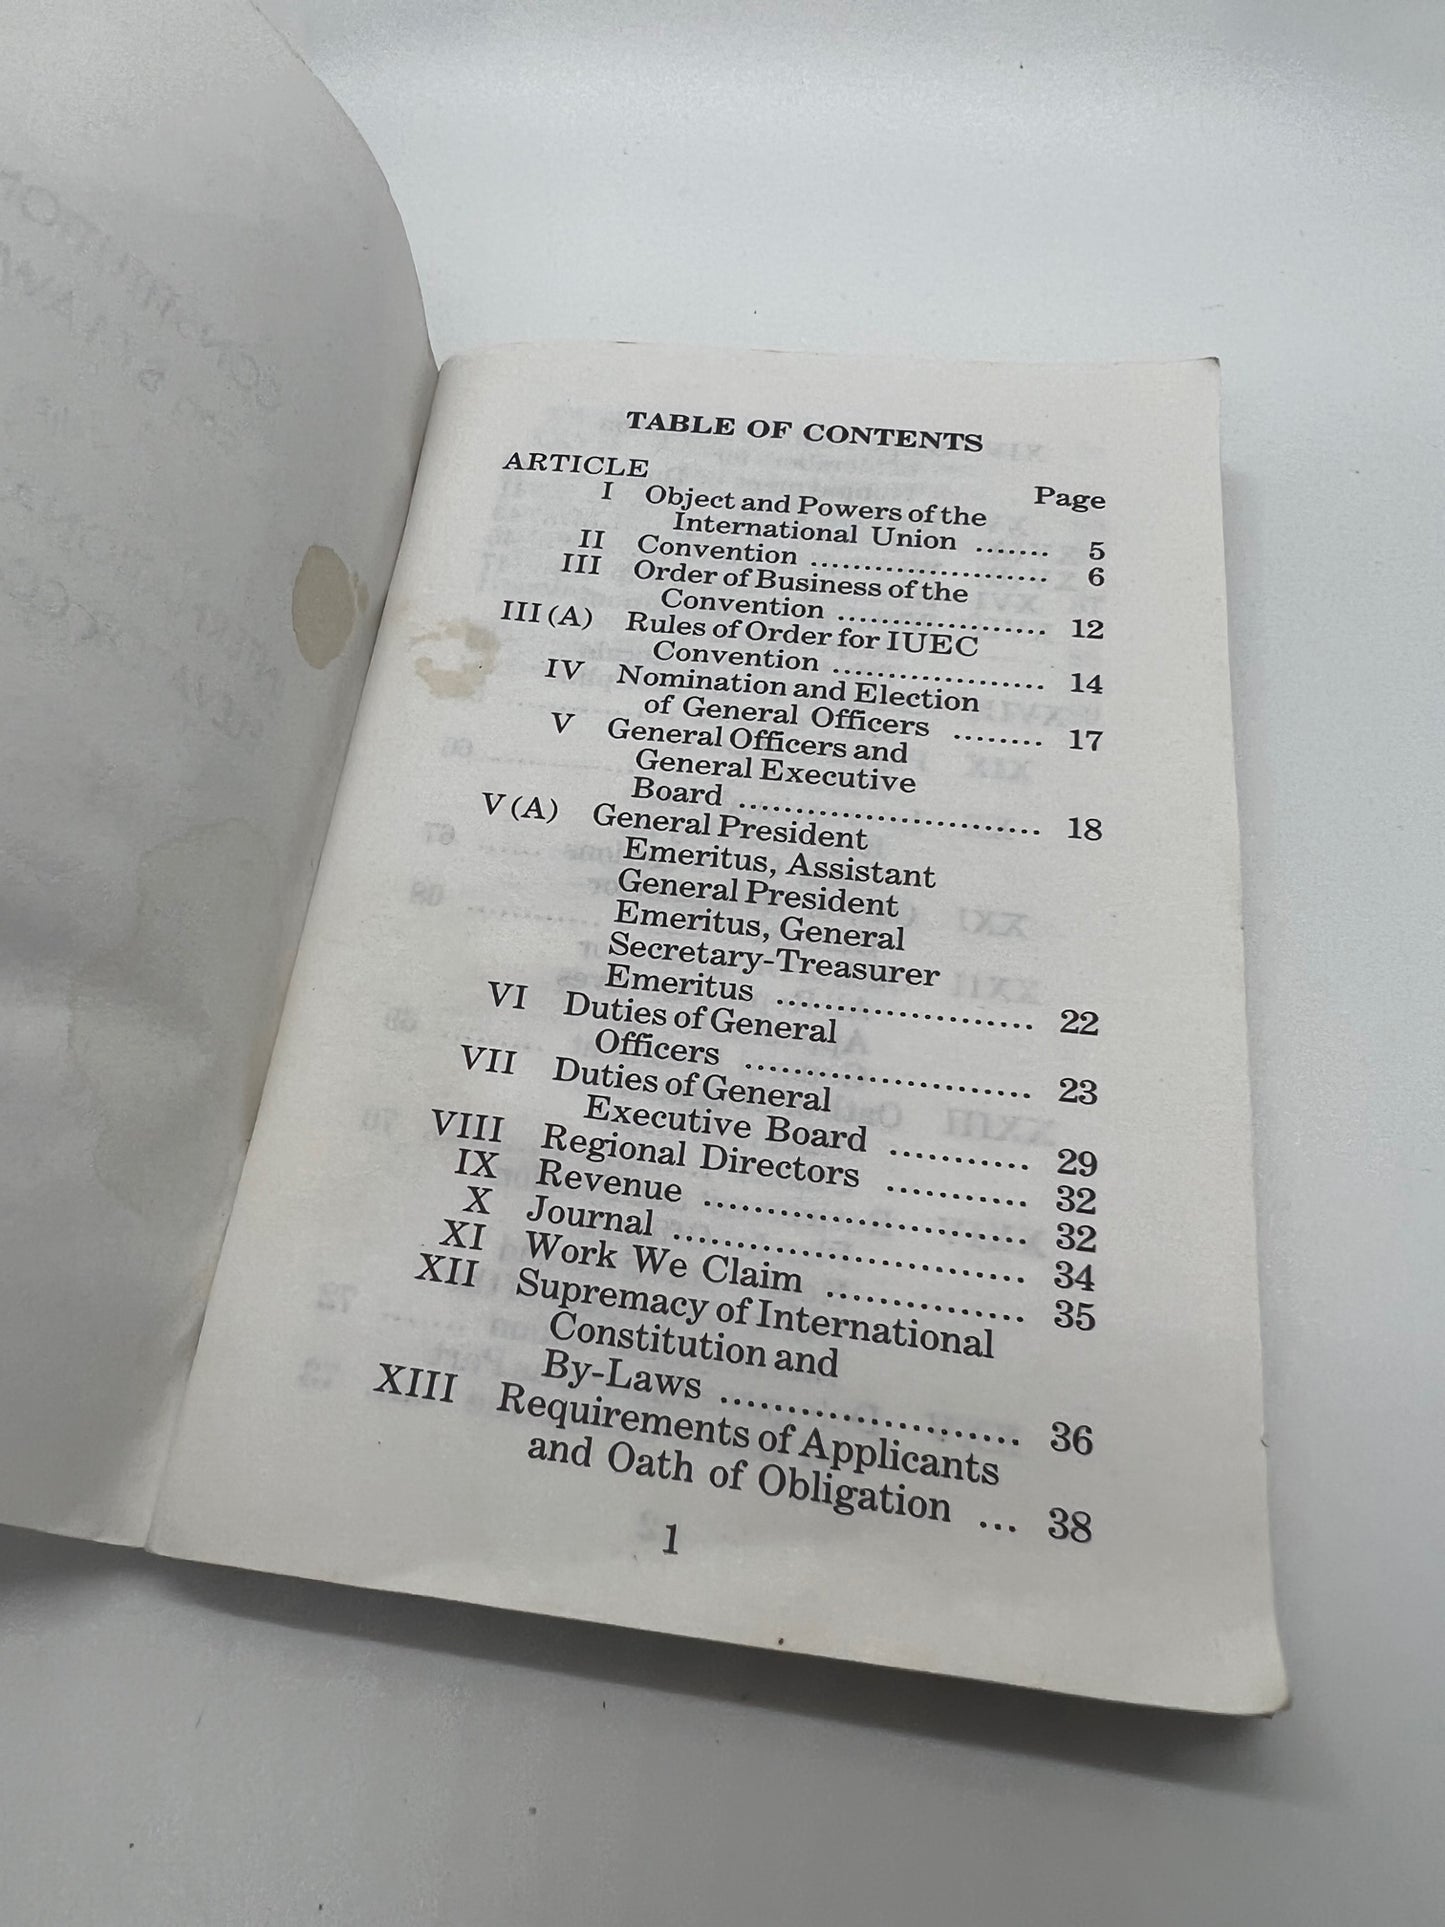 TABLE OF CONTENTS
ARTICLE
Page
I Object and Powers of the
International Union ....... 5
II Convention ...................... 6
III Order of Business of the
Convention .................... 12
III (A) Rules of Order for IUEC
Convention .................... 14
IV Nomination and Election
of General Officers ........ 17
V General Officers and
General Executive
Board ........................... 18
V (A) General President
Emeritus, Assistant
General President
Emeritus, General
Secretary-Treasurer
Emeritus ...................... 22
VI Duties of General
Officers ........................ 23
VII Duties of General
Executive Board ........... 29
VIII Regional Directors ........... 32
IX Revenue ......................... 32
X Journal ........................... 34
XI Work We Claim ............... 35
XII Supremacy of International
Constitution and
By-Laws ....................... 36
XIII Requirements of Applicants
and Oath of Obligation ... 38
1